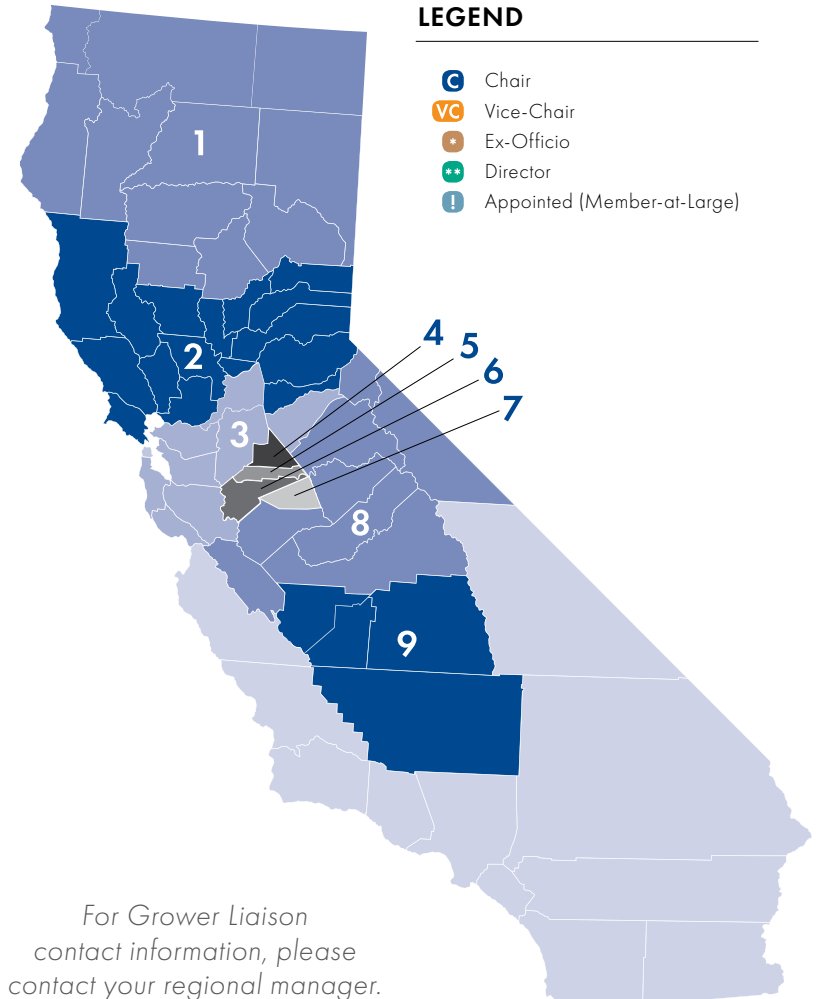 LEGEND
C Chair
VC Vice-Chair
* Ex-Officio
** Director
! Appointed (Member-at-Large)
1
2
3
4
5
6
7
8
9
For Grower Liaison
contact information, please
contact your regional manager.